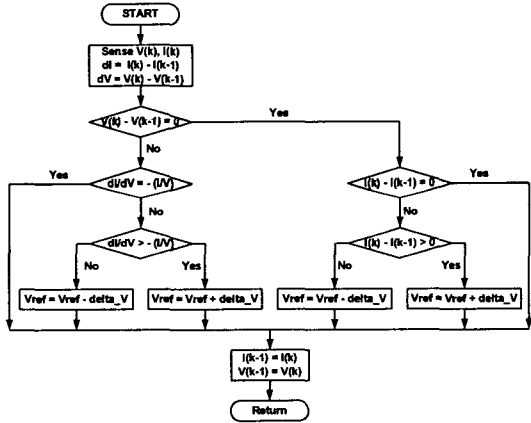 START
Sense V(k), I(k)
dI = I(k) - I(k-1)
dV = V(k) - V(k-1)
V(k) - V(k-1) = 0
Yes
No
Yes
dI/dV = - (I/V)
I(k) - I(k-1) = 0
Yes
No
No
dI/dV > - (I/V)
I(k) - I(k-1) > 0
No
Yes
No
Yes
Vref = Vref - delta_V
Vref = Vref + delta_V
Vref = Vref - delta_V
Vref = Vref + delta_V
I(k-1) = I(k)
V(k-1) = V(k)
Return